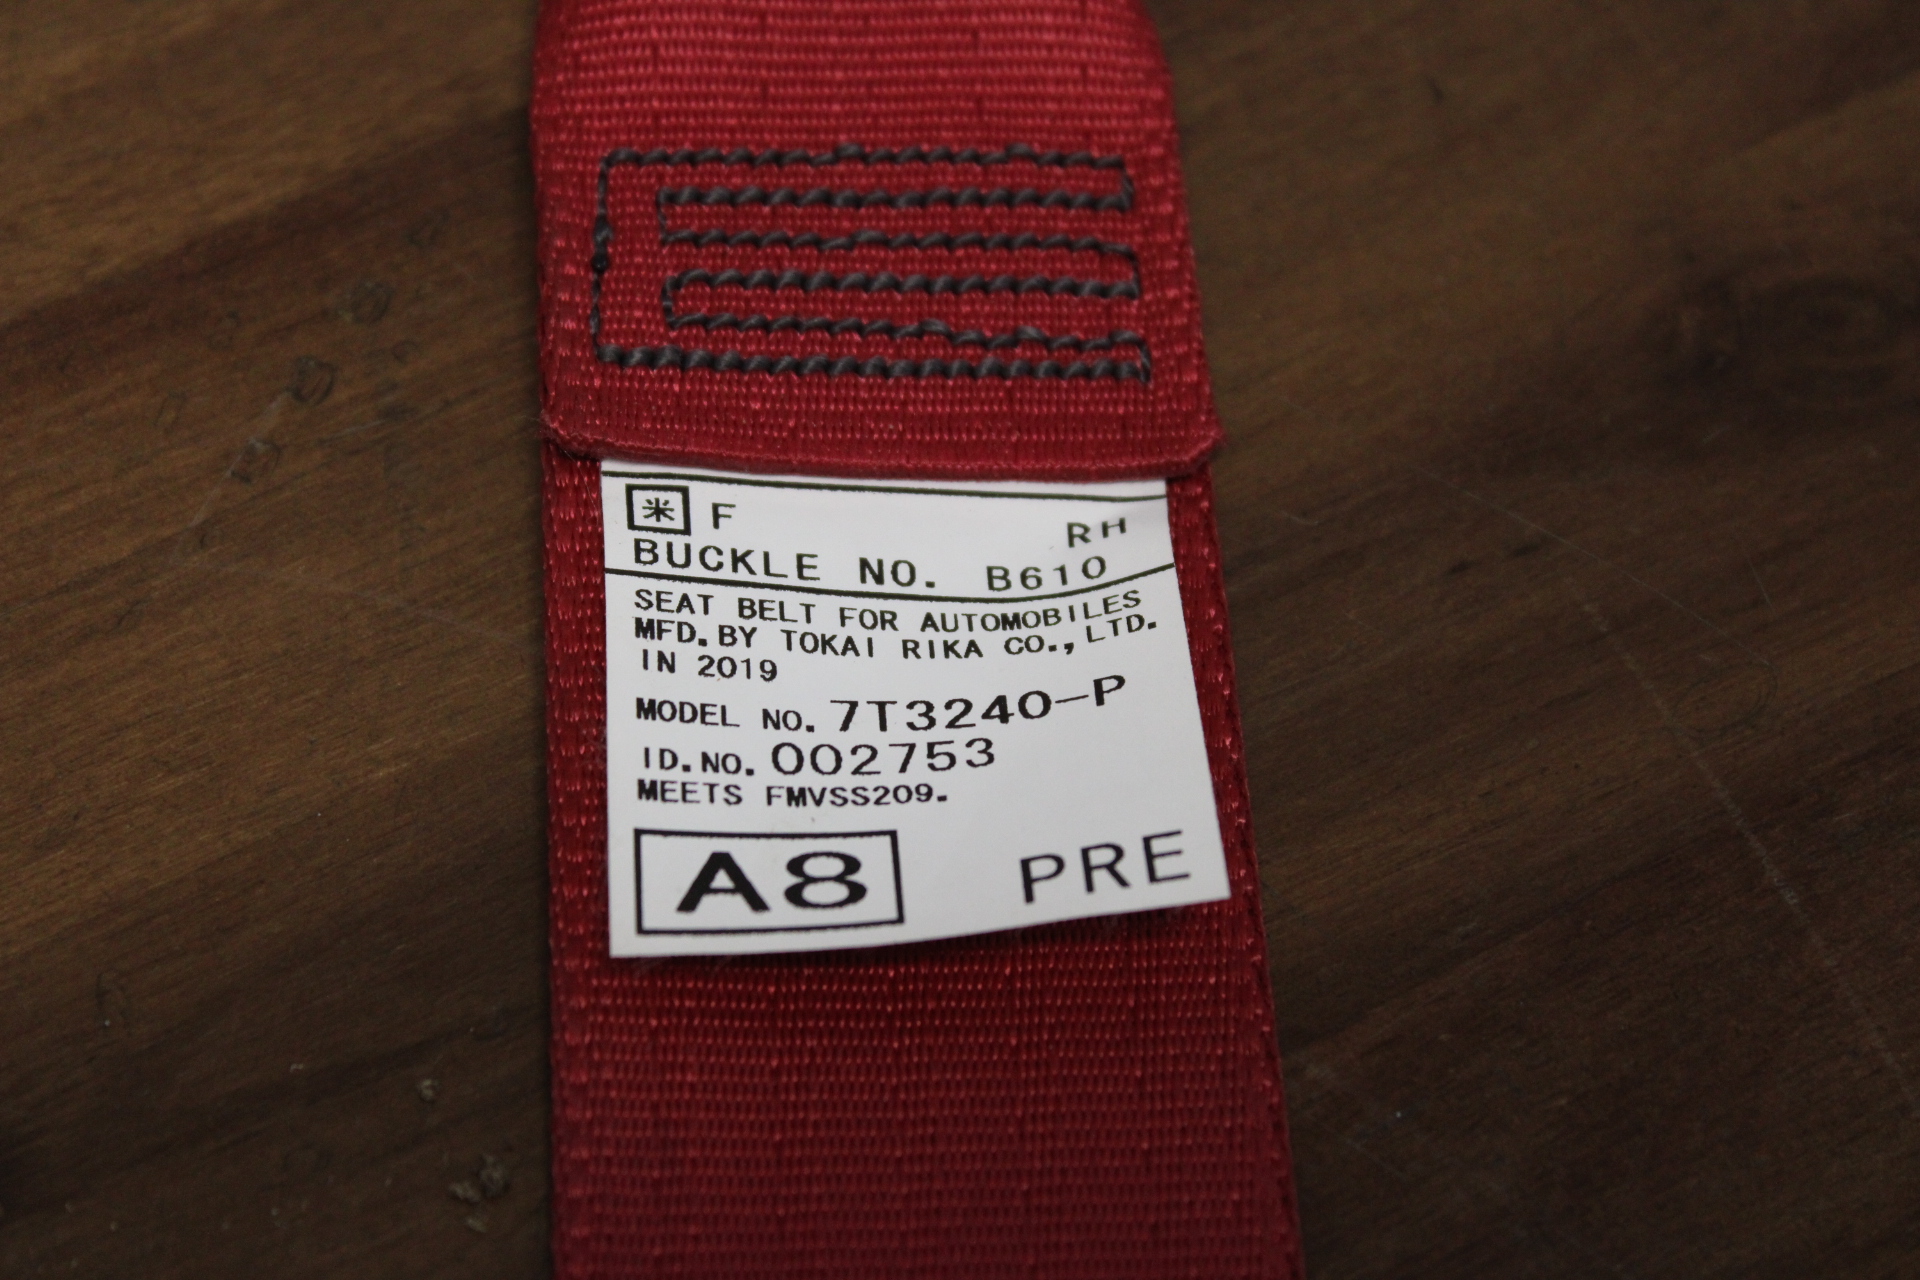 米 F RH
BUCKLE NO. B610
SEAT BELT FOR AUTOMOBILES
MFD. BY TOKAI RIKA CO., LTD.
IN 2019
MODEL NO. 7T3240-P
ID. NO. 002753
MEETS FMVSS209.
A8 PRE